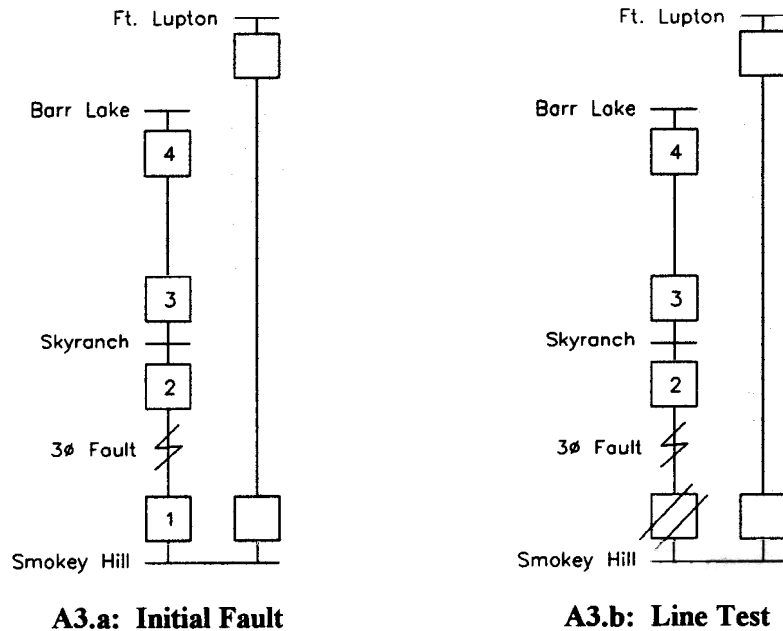 Ft. Lupton
Barr Lake
4
3
Skyranch
2
3ø Fault
1
Smokey Hill
A3.a: Initial Fault
Ft. Lupton
Barr Lake
4
3
Skyranch
2
3ø Fault
Smokey Hill
A3.b: Line Test